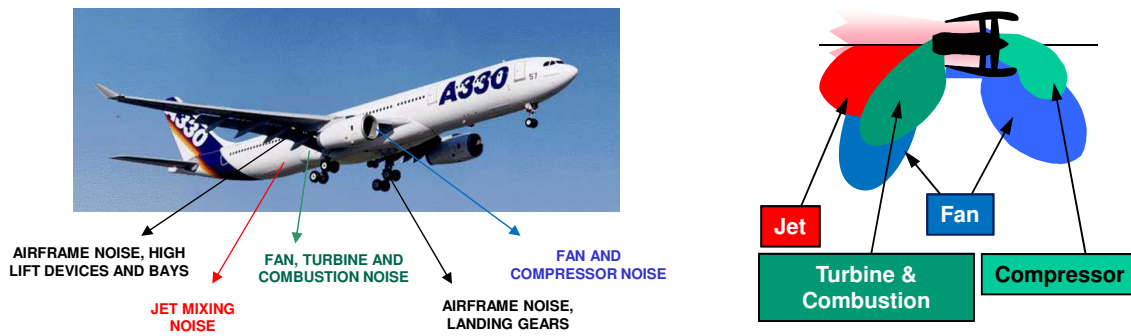 A330
57
A330
AIRFRAME NOISE, HIGH
LIFT DEVICES AND BAYS
JET MIXING
NOISE
FAN, TURBINE AND
COMBUSTION NOISE
AIRFRAME NOISE,
LANDING GEARS
FAN AND
COMPRESSOR NOISE
Jet
Fan
Turbine &
Combustion
Compressor